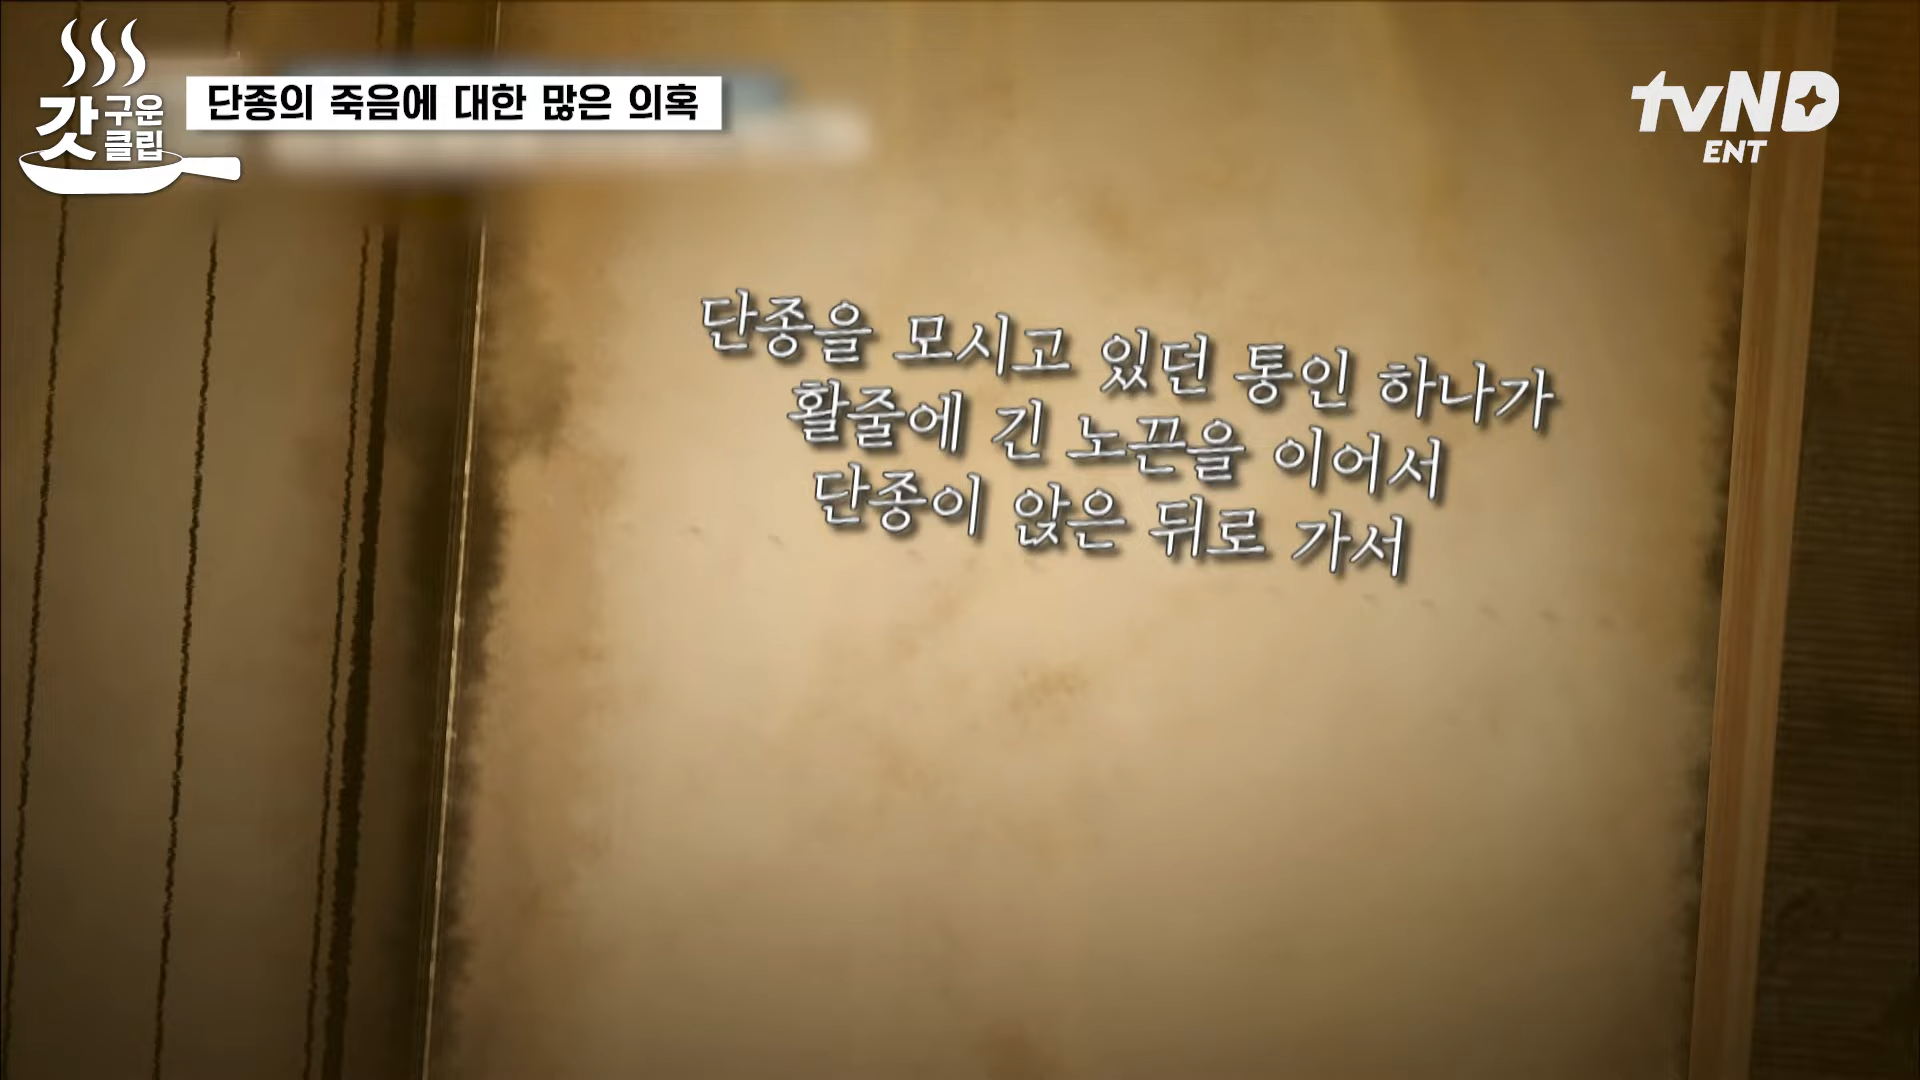 갓
구운
클립
단종의 죽음에 대한 많은 의혹
tvND
ENT
단종을 모시고 있던 통인 하나가
활줄에 긴 노끈을 이어서
단종이 앉은 뒤로 가서